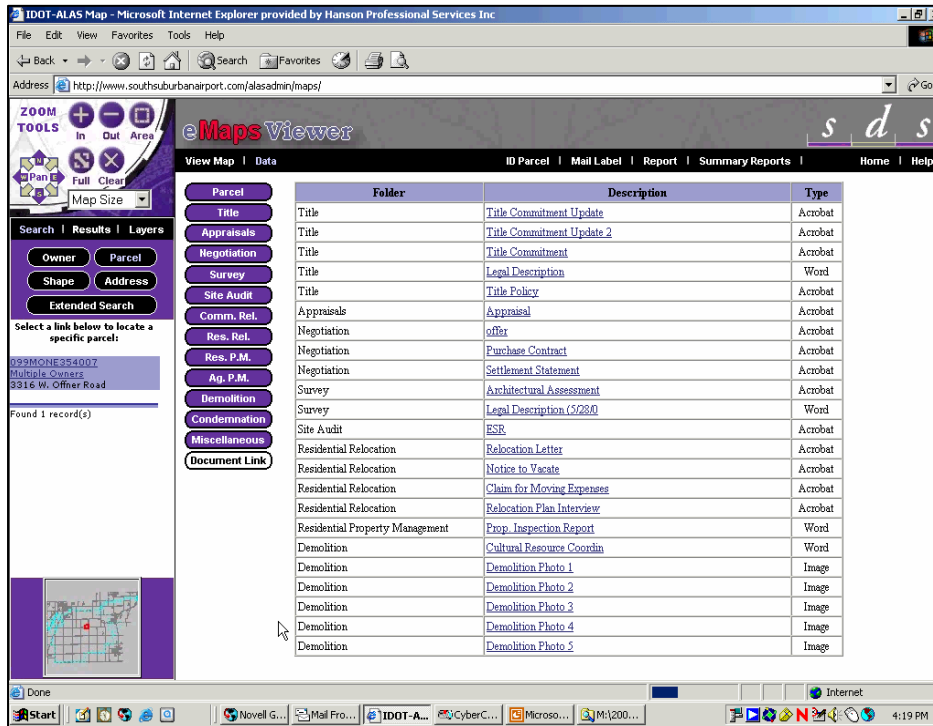 IDOT-ALAS Map - Microsoft Internet Explorer provided by Hanson Professional Services Inc
File Edit View Favorites Tools Help
Back Search Favorites
Address http://www.southsuburbanairport.com/alasadmin/maps/ Go
ZOOM TOOLS In Out Area
Pan N E S W Full Clear
Map Size
eMapsViewer
s d s
View Map | Data ID Parcel | Mail Label | Report | Summary Reports | Home | Help
Search | Results | Layers
Owner Parcel
Shape Address
Extended Search
Select a link below to locate a
specific parcel:
099MONE354007
Multiple Owners
3316 W. Offner Road
Found 1 record(s)
Parcel
Title
Appraisals
Negotiation
Survey
Site Audit
Comm. Rel.
Res. Rel.
Res. P.M.
Ag. P.M.
Demolition
Condemnation
Miscellaneous
Document Link
Folder Description Type
Title Title Commitment Update Acrobat
Title Title Commitment Update 2 Acrobat
Title Title Commitment Acrobat
Title Legal Description Word
Title Title Policy Acrobat
Appraisals Appraisal Acrobat
Negotiation offer Acrobat
Negotiation Purchase Contract Acrobat
Negotiation Settlement Statement Acrobat
Survey Architectural Assessment Acrobat
Survey Legal Description (5/28/0 Word
Site Audit ESR Acrobat
Residential Relocation Relocation Letter Acrobat
Residential Relocation Notice to Vacate Acrobat
Residential Relocation Claim for Moving Expenses Acrobat
Residential Relocation Relocation Plan Interview Acrobat
Residential Property Management Prop. Inspection Report Word
Demolition Cultural Resource Coordin Word
Demolition Demolition Photo 1 Image
Demolition Demolition Photo 2 Image
Demolition Demolition Photo 3 Image
Demolition Demolition Photo 4 Image
Demolition Demolition Photo 5 Image
Done Internet
Start Novell G... Mail Fro... IDOT-A... CyberC... Microso... M:\200... 4:19 PM